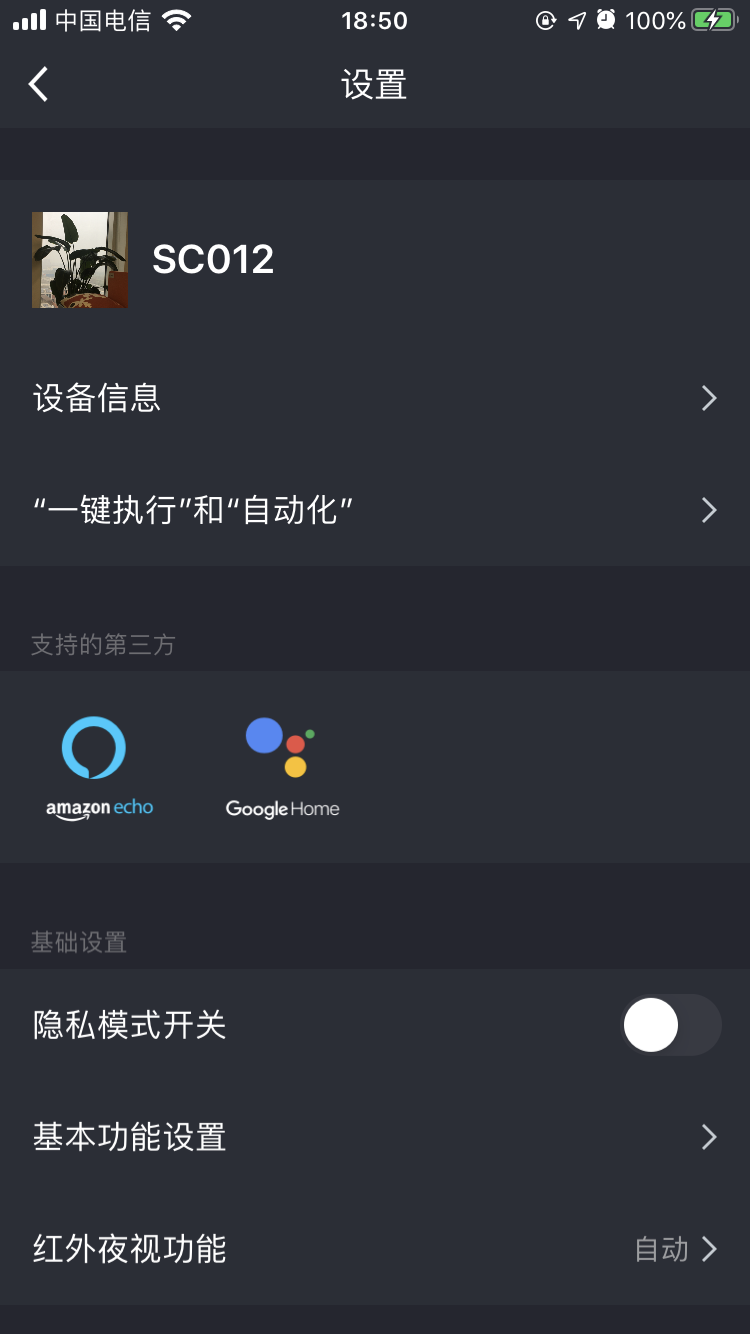 中国电信 18:50 100%
设置
SC012
设备信息
“一键执行”和“自动化”
支持的第三方
amazon echo Google Home
基础设置
隐私模式开关
基本功能设置
红外夜视功能 自动